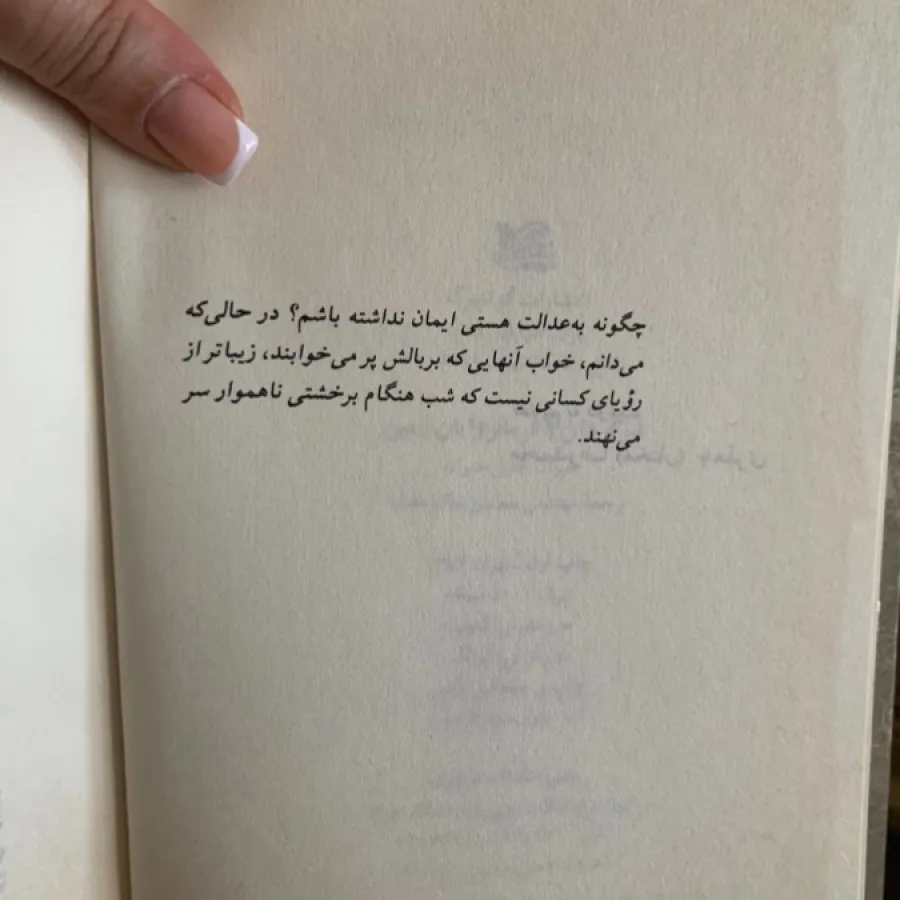 چگونه به‌عدالت هستی ایمان نداشته باشم؟ در حالی‌که
می‌دانم، خواب آنهایی‌که بربالش پر می‌خوابند، زیباتر از
رؤیای کسانی نیست که شب هنگام برخشتی ناهموار سر
می‌نهند.